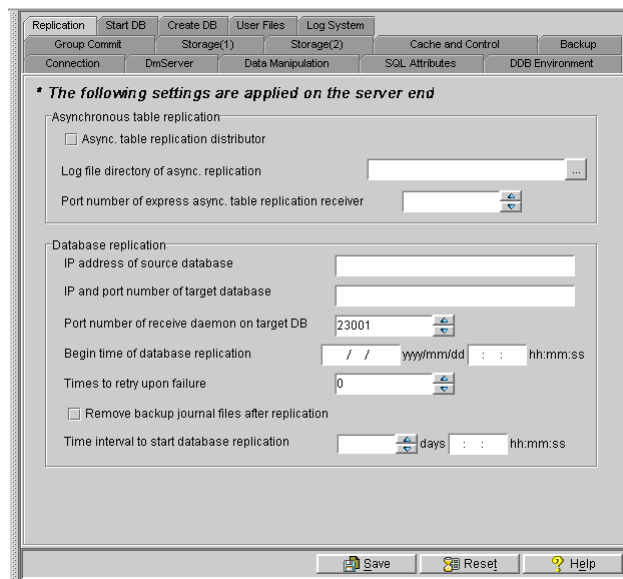 Replication Start DB Create DB User Files Log System
Group Commit Storage(1) Storage(2) Cache and Control Backup
Connection DmServer Data Manipulation SQL Attributes DDB Environment
* The following settings are applied on the server end
Asynchronous table replication
Async. table replication distributor
Log file directory of async. replication ...
Port number of express async. table replication receiver
Database replication
IP address of source database
IP and port number of target database
Port number of receive daemon on target DB 23001
Begin time of database replication / / yyyy/mm/dd : : hh:mm:ss
Times to retry upon failure 0
Remove backup journal files after replication
Time interval to start database replication days : : hh:mm:ss
Save Reset Help